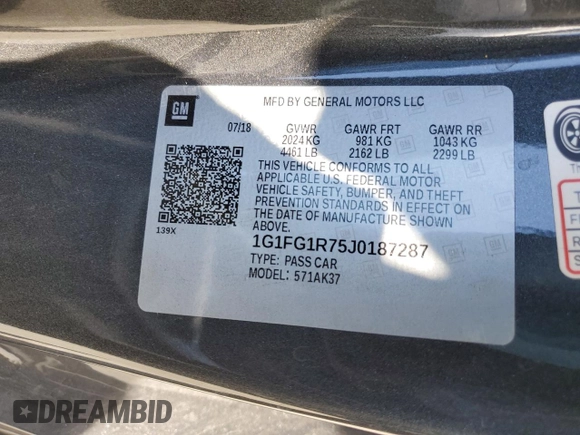 GM
MFD BY GENERAL MOTORS LLC
07/18 GVWR GAWR FRT GAWR RR
2024 KG 981 KG 1043 KG
4461 LB 2162 LB 2299 LB
THIS VEHICLE CONFORMS TO ALL
APPLICABLE U.S. FEDERAL MOTOR
VEHICLE SAFETY, BUMPER, AND THEFT
PREVENTION STANDARDS IN EFFECT ON
THE DATE OF MANUFACTURE SHOWN
ABOVE.
139X
1G1FG1R75J0187287
TYPE: PASS CAR
MODEL: 571AK37
DREAMBID